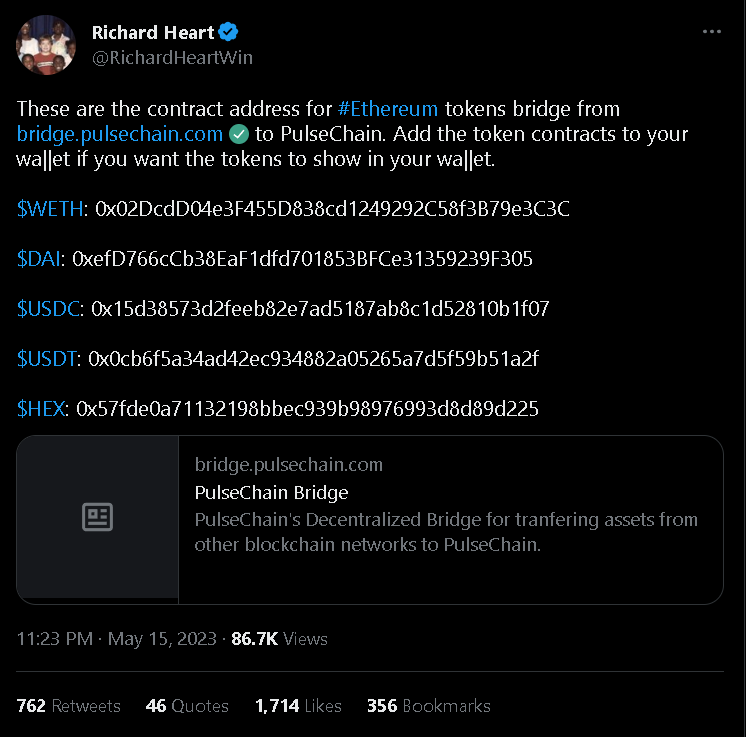 Richard Heart
@RichardHeartWin
These are the contract address for #Ethereum tokens bridge from
bridge.pulsechain.com ✅ to PulseChain. Add the token contracts to your
wa||et if you want the tokens to show in your wa||et.
$WETH: 0x02DcdD04e3F455D838cd1249292C58f3B79e3C3C
$DAI: 0xefD766cCb38EaF1dfd701853BFCe31359239F305
$USDC: 0x15d38573d2feeb82e7ad5187ab8c1d52810b1f07
$USDT: 0x0cb6f5a34ad42ec934882a05265a7d5f59b51a2f
$HEX: 0x57fde0a71132198bbec939b98976993d8d89d225
bridge.pulsechain.com
PulseChain Bridge
PulseChain's Decentralized Bridge for tranfering assets from
other blockchain networks to PulseChain.
11:23 PM · May 15, 2023 · 86.7K Views
762 Retweets 46 Quotes 1,714 Likes 356 Bookmarks